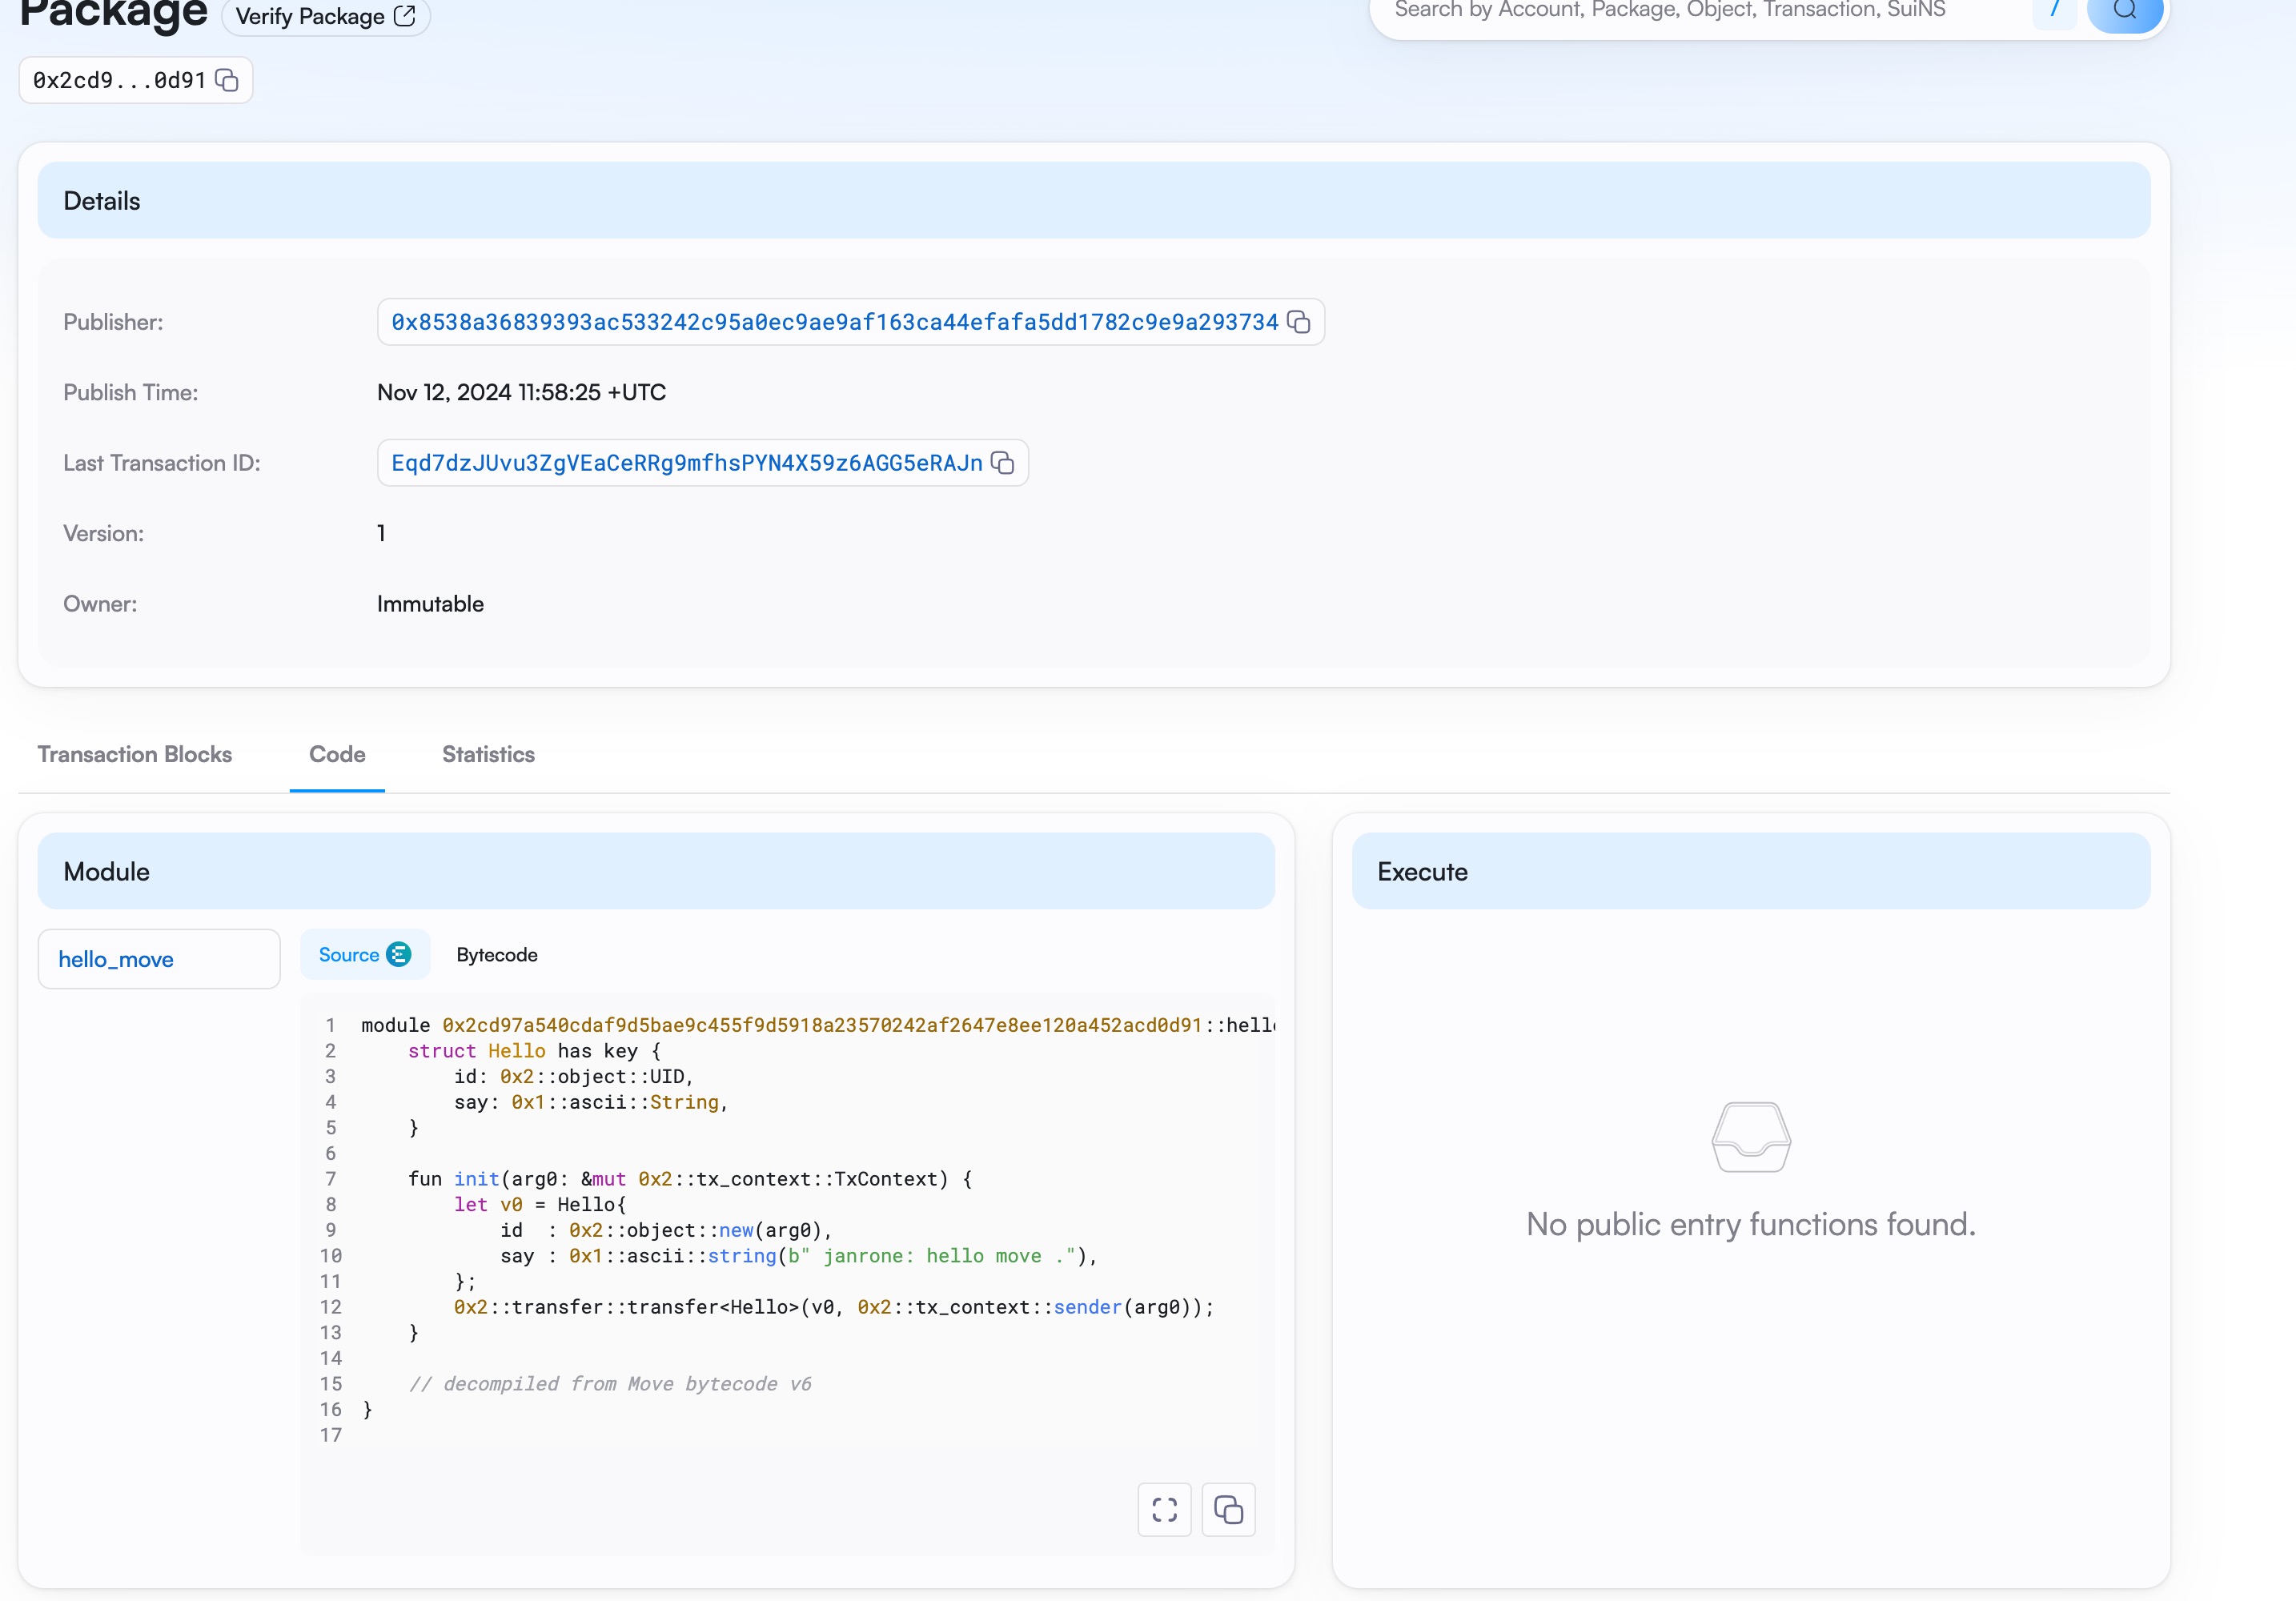 Package Verify Package
Search by Account, Package, Object, Transaction, SuiNS /
0x2cd9...0d91
Details
Publisher: 0x8538a36839393ac533242c95a0ec9ae9af163ca44efafa5dd1782c9e9a293734
Publish Time: Nov 12, 2024 11:58:25 +UTC
Last Transaction ID: Eqd7dzJUvu3ZgVEaCeRRg9mfhsPYN4X59z6AGG5eRAJn
Version: 1
Owner: Immutable
Transaction Blocks Code Statistics
Module
hello_move
Source Bytecode
1 module 0x2cd97a540cdaf9d5bae9c455f9d5918a23570242af2647e8ee120a452acd0d91::hell
2 struct Hello has key {
3 id: 0x2::object::UID,
4 say: 0x1::ascii::String,
5 }
6
7 fun init(arg0: &mut 0x2::tx_context::TxContext) {
8 let v0 = Hello{
9 id  : 0x2::object::new(arg0),
10 say : 0x1::ascii::string(b" janrone: hello move ."),
11 };
12 0x2::transfer::transfer<Hello>(v0, 0x2::tx_context::sender(arg0));
13 }
14
15 // decompiled from Move bytecode v6
16 }
17
Execute
No public entry functions found.